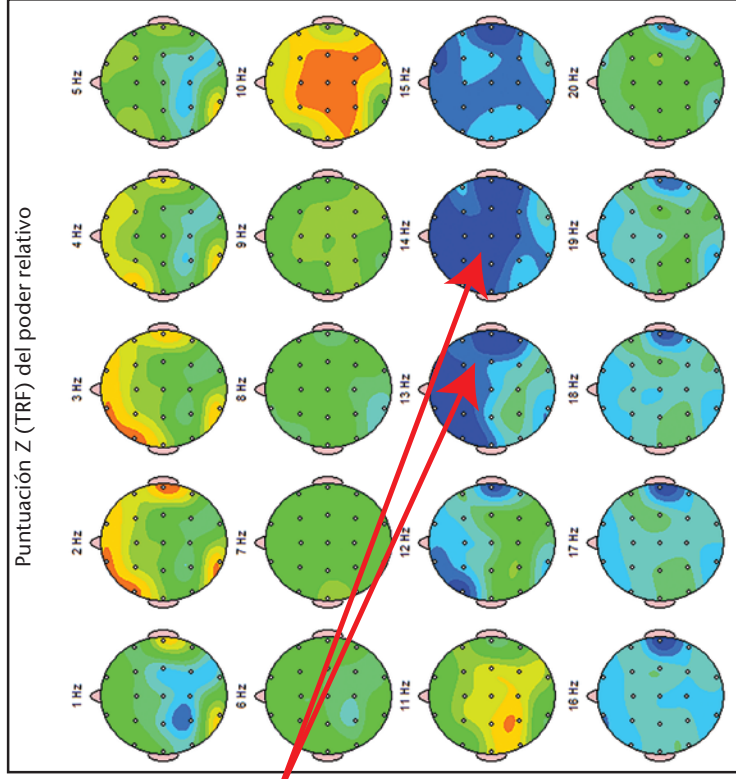 Puntuación Z (TRF) del poder relativo
1 Hz 2 Hz 3 Hz 4 Hz 5 Hz
6 Hz 7 Hz 8 Hz 9 Hz 10 Hz
11 Hz 12 Hz 13 Hz 14 Hz 15 Hz
16 Hz 17 Hz 18 Hz 19 Hz 20 Hz